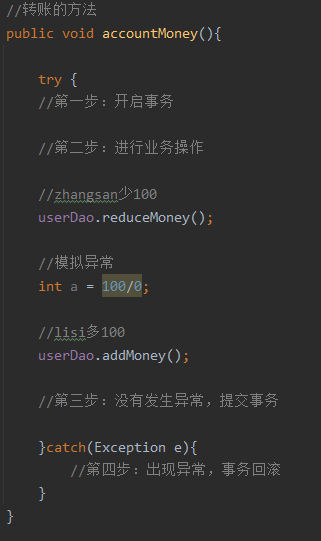 //转账的方法
public void accountMoney(){
try {
//第一步：开启事务
//第二步：进行业务操作
//zhangsan少100
userDao.reduceMoney();
//模拟异常
int a = 100/0;
//lisi多100
userDao.addMoney();
//第三步：没有发生异常，提交事务
}catch(Exception e){
//第四步：出现异常，事务回滚
}
}